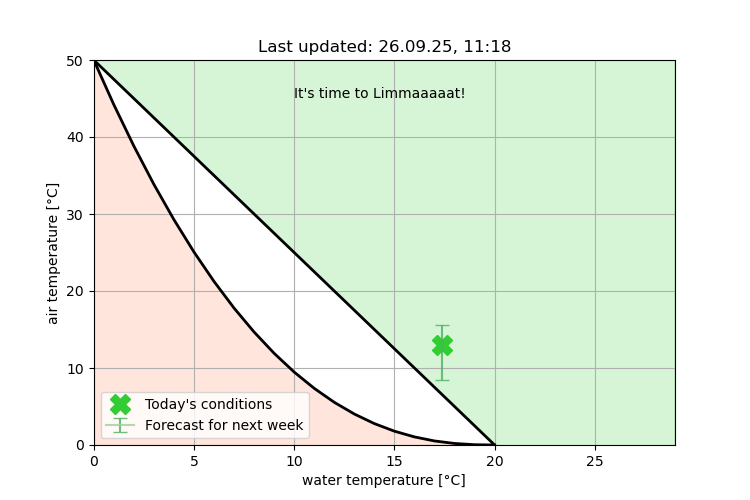 Last updated: 26.09.25, 11:18
50
It's time to Limmaaaaat!
40
30
air temperature [°C]
20
10
Today's conditions
Forecast for next week
0
0 5 10 15 20 25
water temperature [°C]